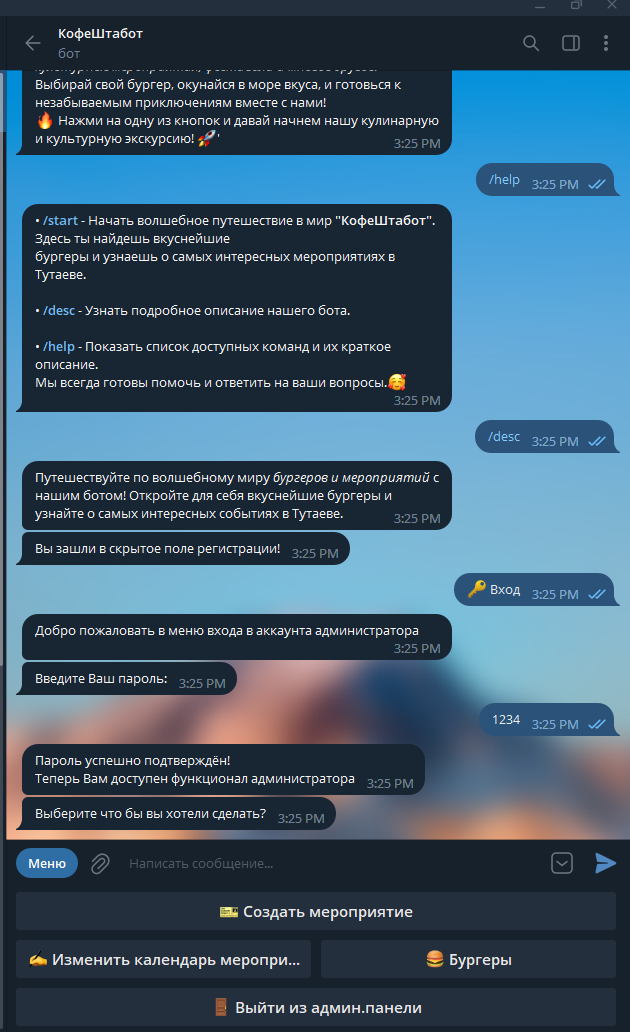 КофеШтабот
бот
Выбирай свой бургер, окунайся в море вкуса, и готовься к
незабываемым приключениям вместе с нами!
🔥 Нажми на одну из кнопок и давай начнем нашу кулинарную
и культурную экскурсию! 🚀'
3:25 PM
/help 3:25 PM
• /start - Начать волшебное путешествие в мир "КофеШтабот".
Здесь ты найдешь вкуснейшие
бургеры и узнаешь о самых интересных мероприятиях в
Тутаеве.
• /desc - Узнать подробное описание нашего бота.
• /help - Показать список доступных команд и их краткое
описание.
Мы всегда готовы помочь и ответить на ваши вопросы.🥰
3:25 PM
/desc 3:25 PM
Путешествуйте по волшебному миру бургеров и мероприятий с
нашим ботом! Откройте для себя вкуснейшие бургеры и
узнайте о самых интересных событиях в Тутаеве.
3:25 PM
Вы зашли в скрытое поле регистрации! 3:25 PM
🔑 Вход 3:25 PM
Добро пожаловать в меню входа в аккаунта администратора
3:25 PM
Введите Ваш пароль: 3:25 PM
1234 3:25 PM
Пароль успешно подтверждён!
Теперь Вам доступен функционал администратора 3:25 PM
Выберите что бы вы хотели сделать? 3:25 PM
Меню Написать сообщение...
🎫 Создать мероприятие
✍ Изменить календарь меропри... 🍔 Бургеры
🚪 Выйти из админ.панели